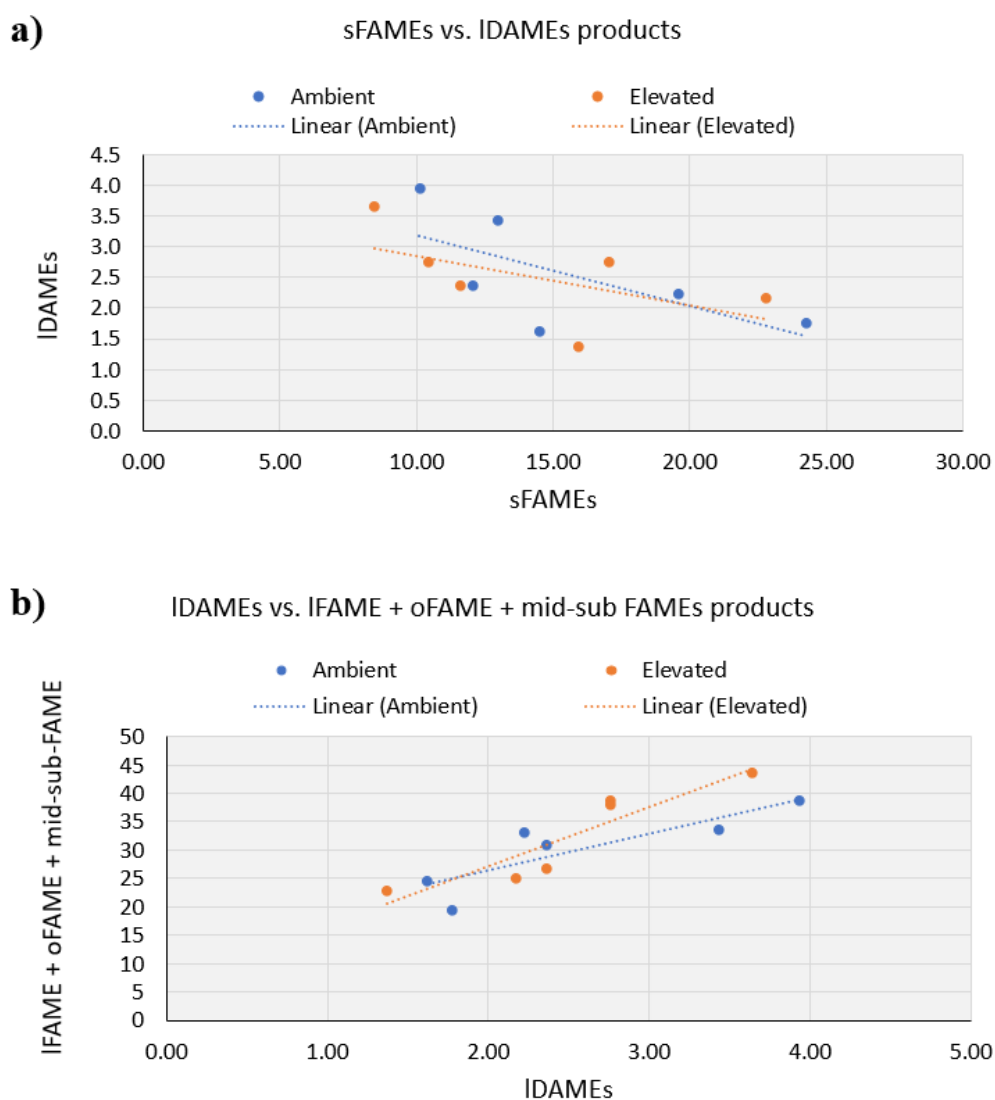 a)
sFAMEs vs. lDAMEs products
Ambient
Elevated
Linear (Ambient)
Linear (Elevated)
4.5
4.0
3.5
3.0
2.5
2.0
1.5
1.0
0.5
0.0
lDAMEs
0.00 5.00 10.00 15.00 20.00 25.00 30.00
sFAMEs
b)
lDAMEs vs. lFAME + oFAME + mid-sub FAMEs products
Ambient
Elevated
Linear (Ambient)
Linear (Elevated)
50
45
40
35
30
25
20
15
10
5
0
lFAME + oFAME + mid-sub-FAME
0.00 1.00 2.00 3.00 4.00 5.00
lDAMEs